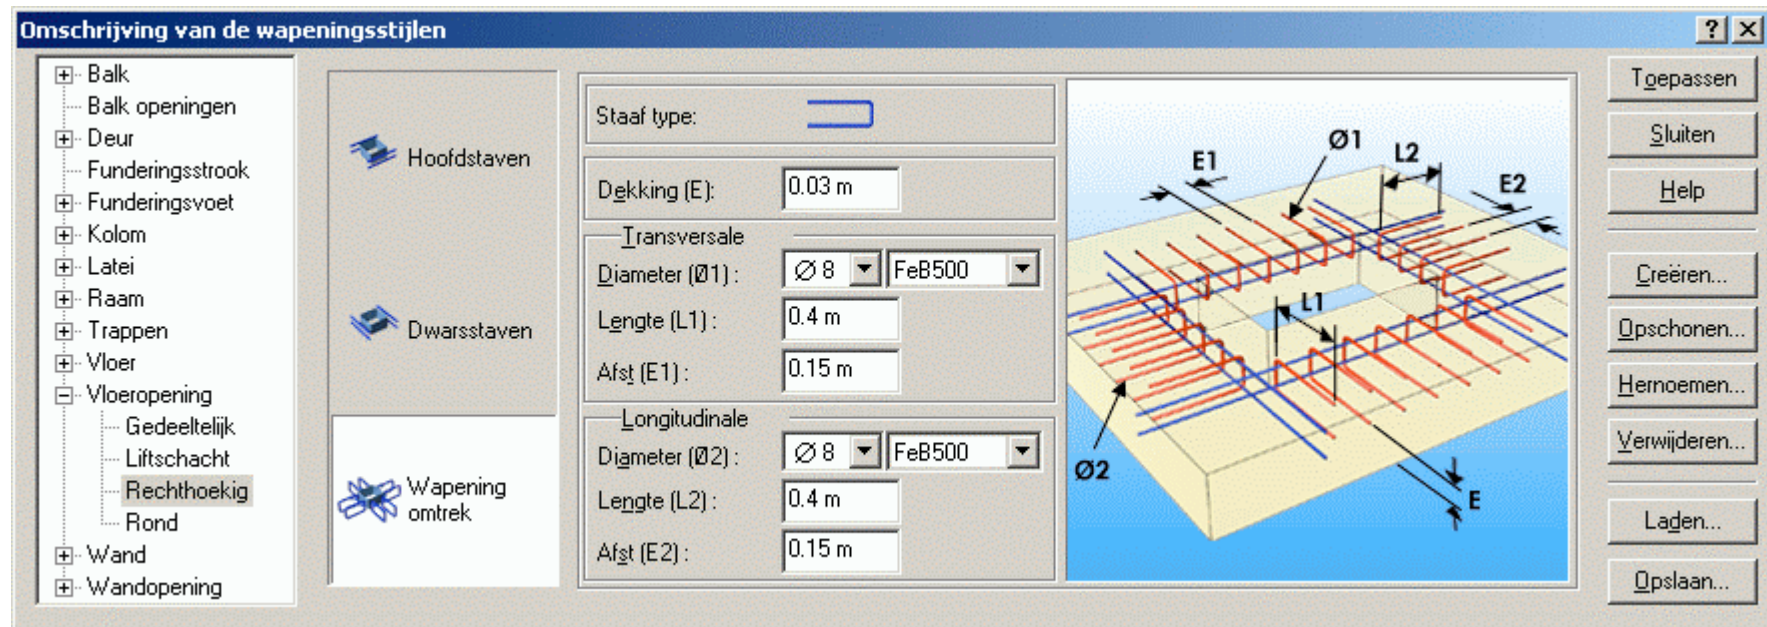 Omschrijving van de wapeningsstijlen
Balk
Balk openingen
Deur
Funderingsstrook
Funderingsvoet
Kolom
Latei
Raam
Trappen
Vloer
Vloeropening
Gedeeltelijk
Liftschacht
Rechthoekig
Rond
Wand
Wandopening
Hoofdstaven
Dwarsstaven
Wapening
omtrek
Staaf type:
Dekking (E): 0.03 m
Transversale
Diameter (Ø1) : Ø 8 FeB500
Lengte (L1) : 0.4 m
Afst (E1) : 0.15 m
Longitudinale
Diameter (Ø2) : Ø 8 FeB500
Lengte (L2) : 0.4 m
Afst (E2) : 0.15 m
E1
Ø1
L2
E2
L1
Ø2
E
Toepassen
Sluiten
Help
Creëren...
Opschonen...
Hernoemen...
Verwijderen...
Laden...
Opslaan...